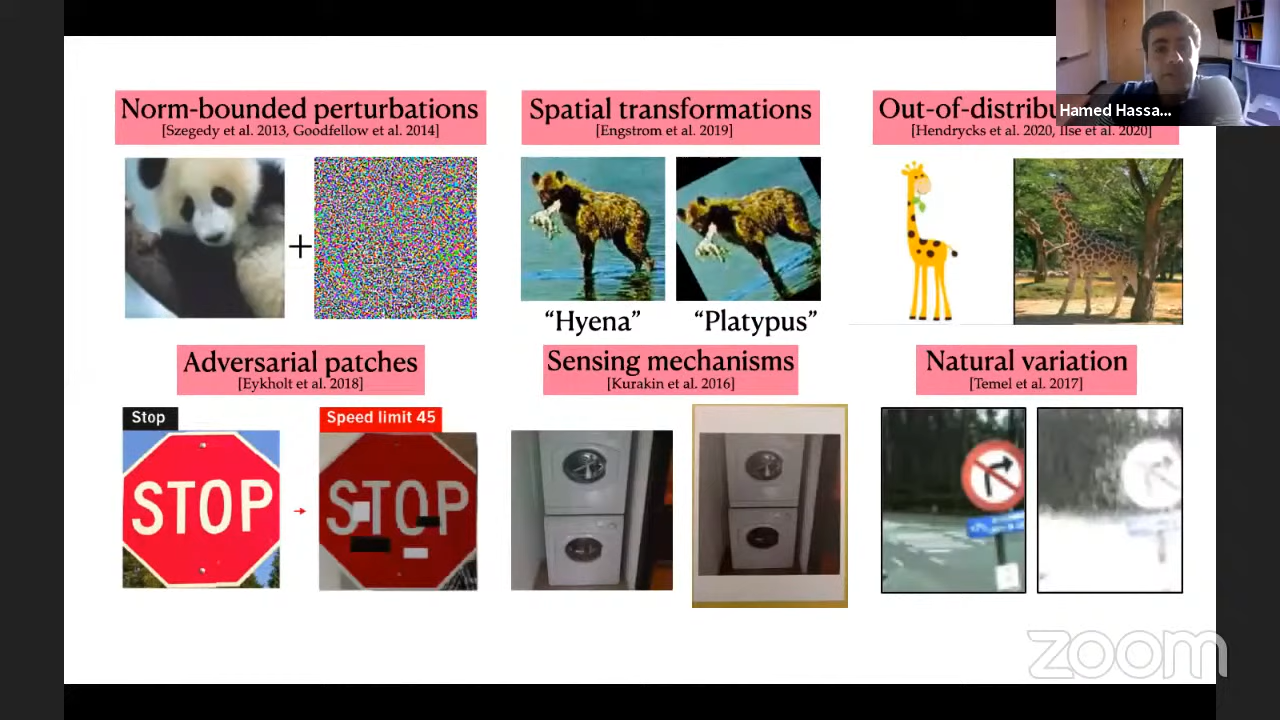 Norm-bounded perturbations
[Szegedy et al. 2013, Goodfellow et al. 2014]
Spatial transformations
[Engstrom et al. 2019]
Out-of-distribu
[Hendrycks et al. 2020, Ilse et al. 2020]
Hamed Hassa...
+
"Hyena"
"Platypus"
Adversarial patches
[Eykholt et al. 2018]
Sensing mechanisms
[Kurakin et al. 2016]
Natural variation
[Temel et al. 2017]
Stop
Speed limit 45
STOP
STOP
zoom